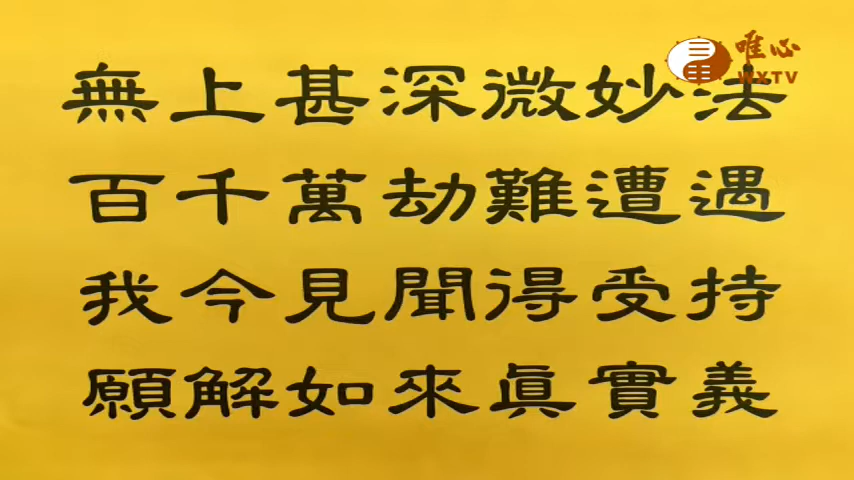 無上甚深微妙法
百千萬劫難遭遇
我今見聞得受持
願解如來眞實義
唯心
WXTV